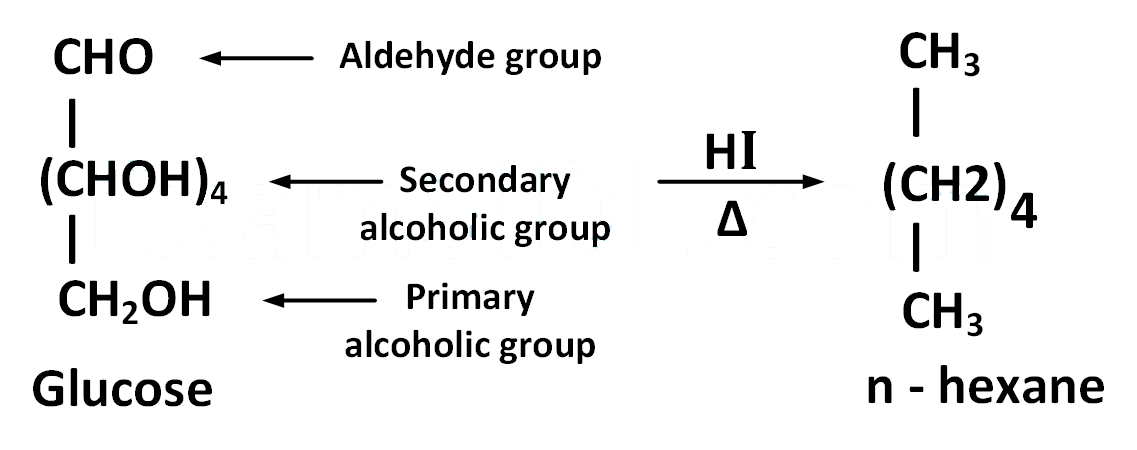 CHO
Aldehyde group
(CHOH)₄
Secondary
alcoholic group
CH₂OH
Primary
alcoholic group
Glucose
HI
Δ
CH₃
(CH2)₄
CH₃
n - hexane